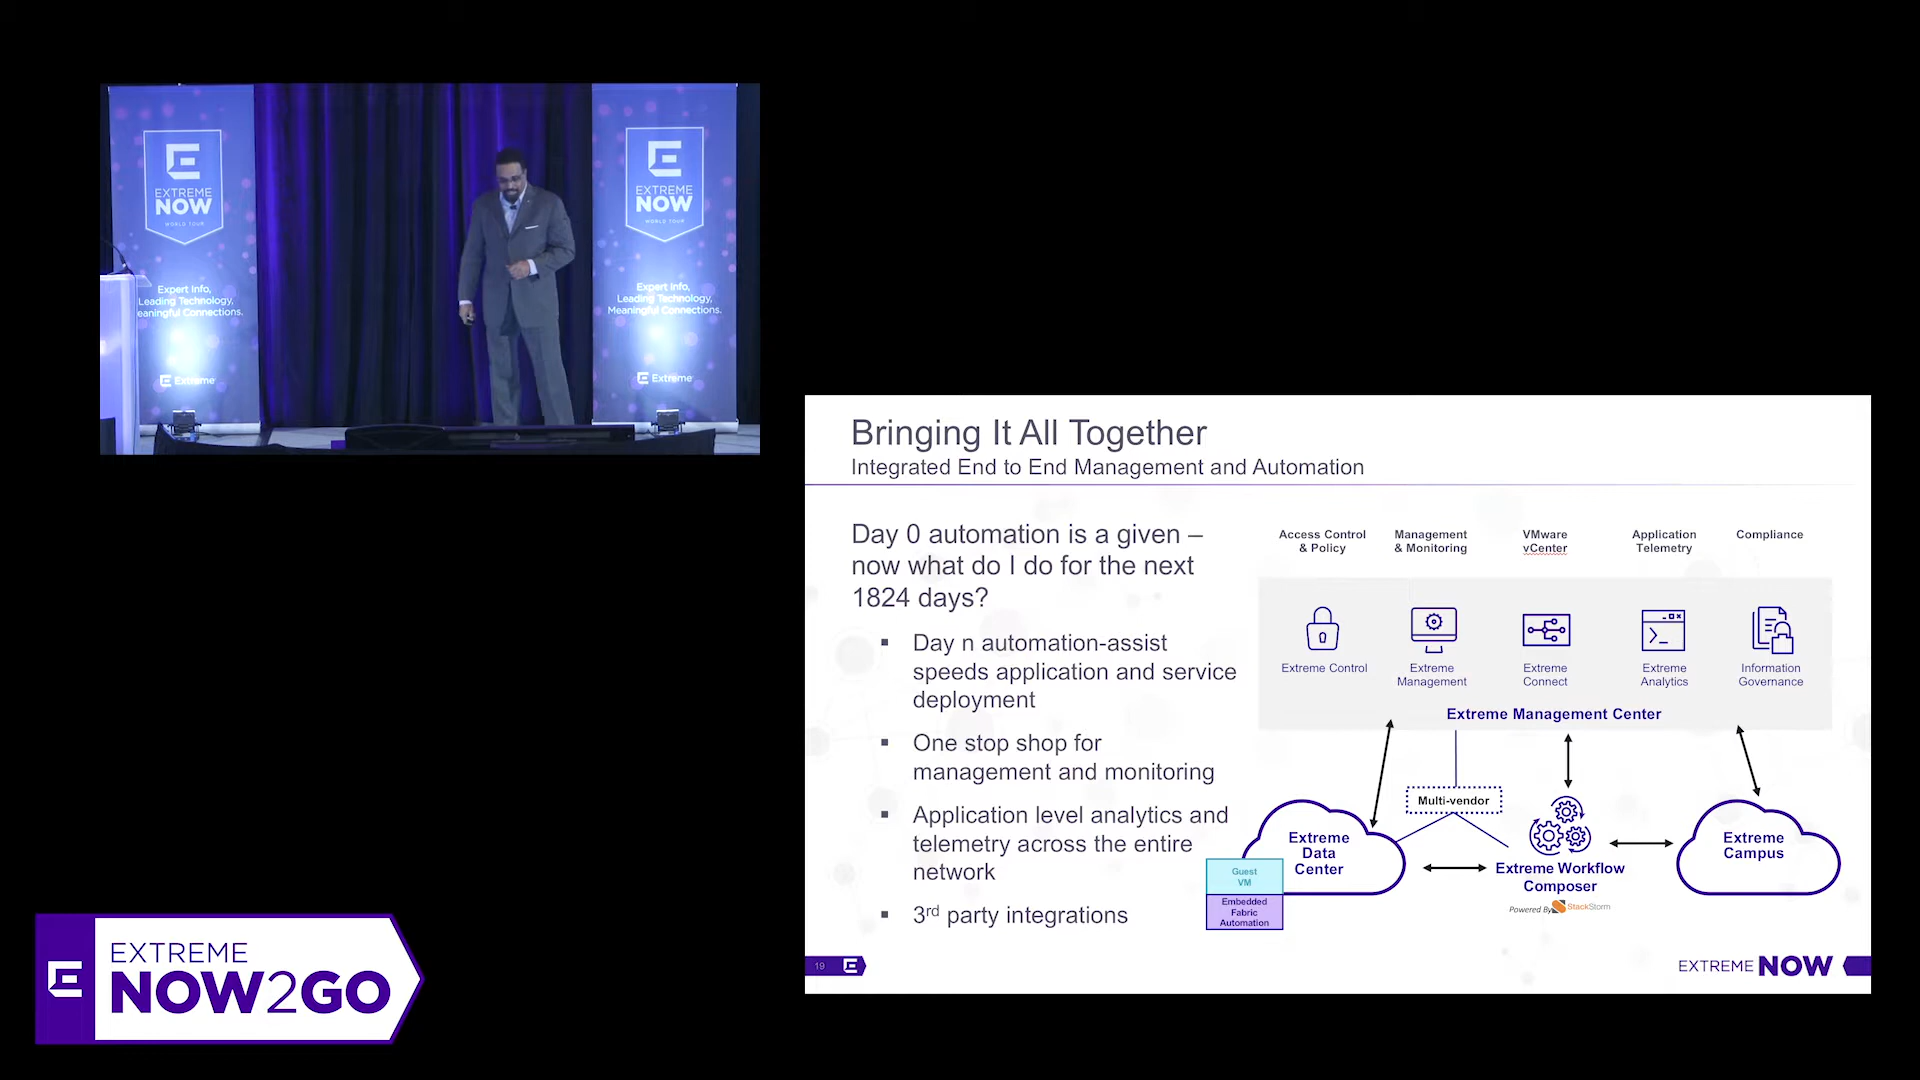 EXTREME
NOW
WORLD TOUR
Expert Info,
Leading Technology,
eaningful Connections.
Extreme
EXTREME
NOW
WORLD TOUR
Expert Info,
Leading Technology,
Meaningful Connections.
Extreme
Bringing It All Together
Integrated End to End Management and Automation
Day 0 automation is a given –
now what do I do for the next
1824 days?
▪ Day n automation-assist
speeds application and service
deployment
▪ One stop shop for
management and monitoring
▪ Application level analytics and
telemetry across the entire
network
▪ 3rd party integrations
Access Control
& Policy
Management
& Monitoring
VMware
vCenter
Application
Telemetry
Compliance
Extreme Control
Extreme
Management
Extreme
Connect
Extreme
Analytics
Information
Governance
Extreme Management Center
Multi-vendor
Extreme
Data
Center
Guest
VM
Embedded
Fabric
Automation
Extreme Workflow
Composer
Powered By StackStorm
Extreme
Campus
19
EXTREME NOW
EXTREME
NOW2GO